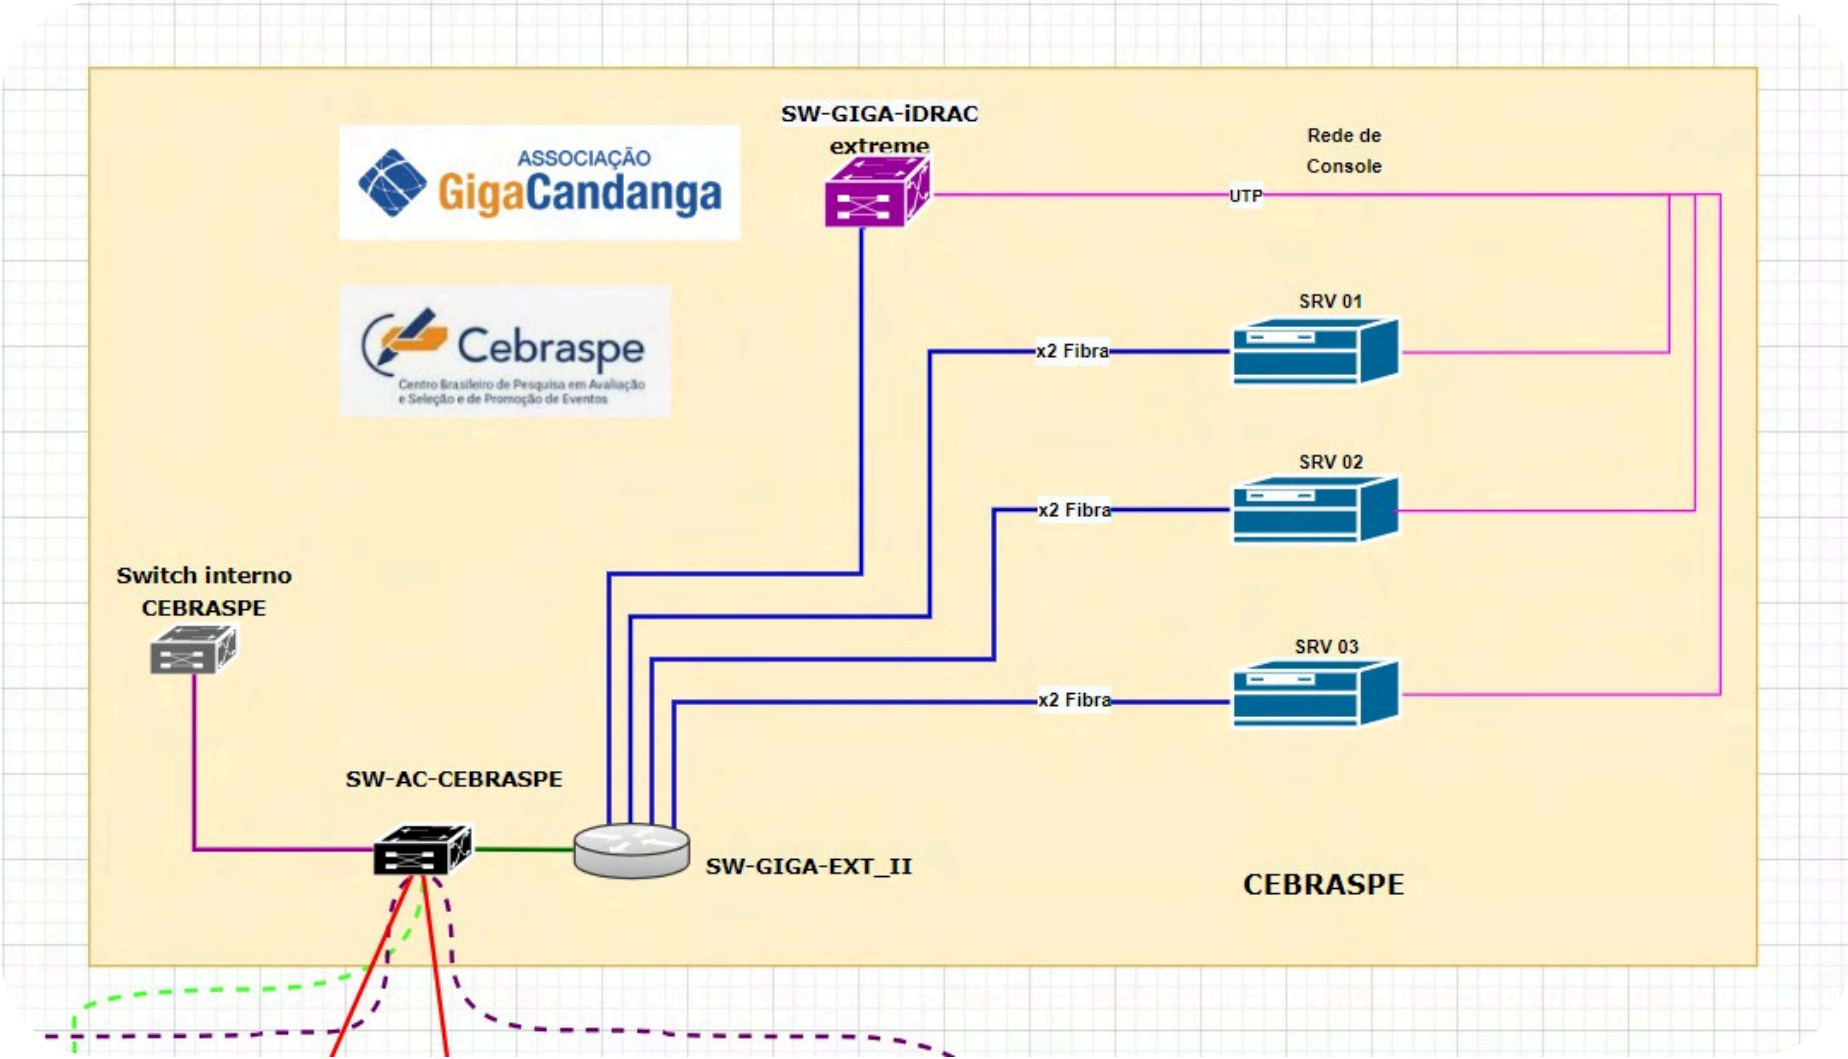 SW-GIGA-iDRAC
extreme
Rede de
Console
ASSOCIAÇÃO
GigaCandanga
UTP
Cebraspe
Centro Brasileiro de Pesquisa em Avaliação
e Seleção e de Promoção de Eventos
SRV 01
x2 Fibra
SRV 02
x2 Fibra
Switch interno
CEBRASPE
SRV 03
x2 Fibra
SW-AC-CEBRASPE
SW-GIGA-EXT_II
CEBRASPE